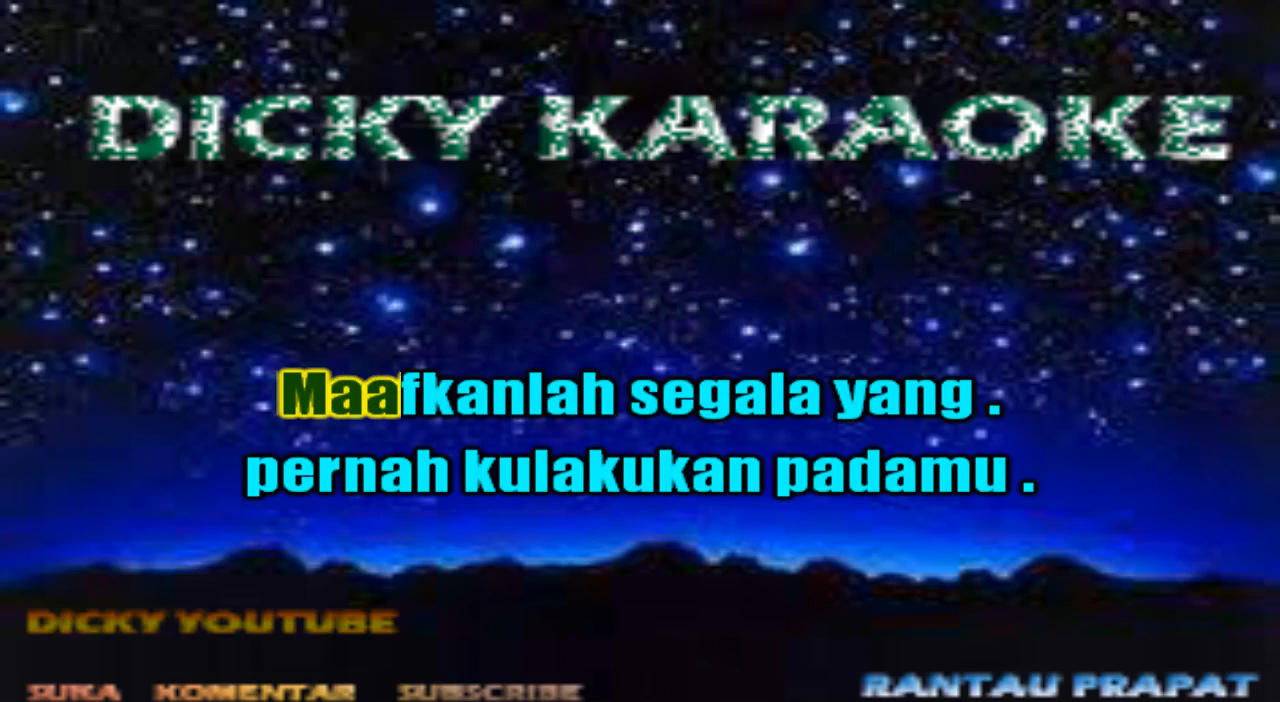 DICKY KARAOKE
Maafkanlah segala yang .
pernah kulakukan padamu .
DICKY YOUTUBE
SUKA KOMENTAR SUBSCRIBE
RANTAU PRAPAT